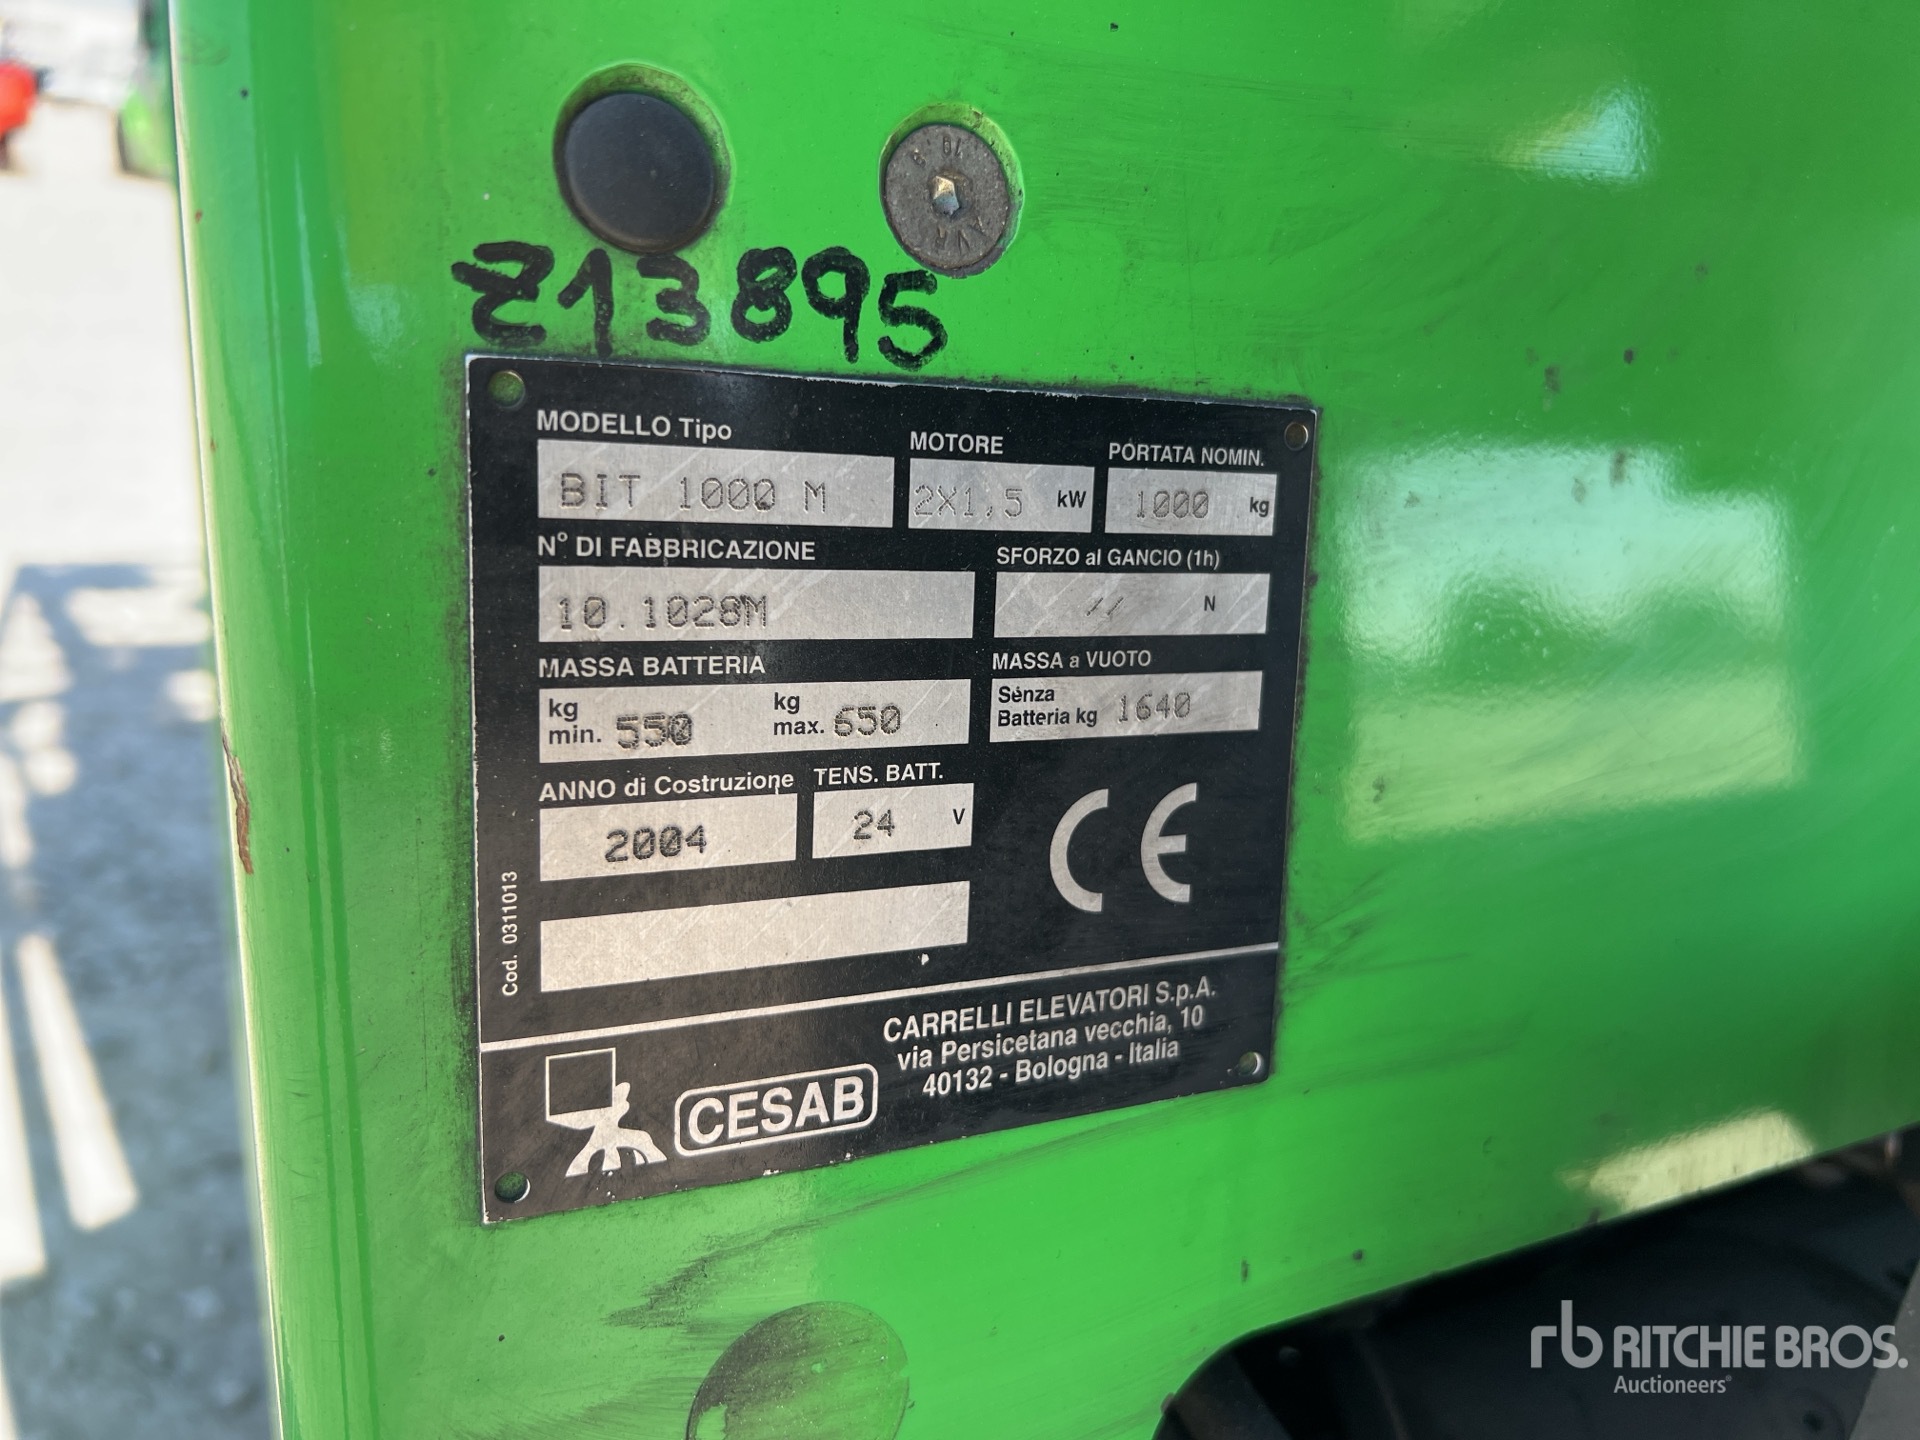 Z13895
MODELLO Tipo MOTORE PORTATA NOMIN.
BIT 1000 M 2X1,5 kW 1000 kg
N° DI FABBRICAZIONE SFORZO al GANCIO (1h)
10.1028M // N
MASSA BATTERIA MASSA a VUOTO
kg min. 550 kg max. 650 Senza Batteria kg 1640
ANNO di Costruzione TENS. BATT.
2004 24 V
CE
Cod. 0311013
CARRELLI ELEVATORI S.p.A.
via Persicetana vecchia, 10
40132 - Bologna - Italia
CESAB
rb RITCHIE BROS.
Auctioneers